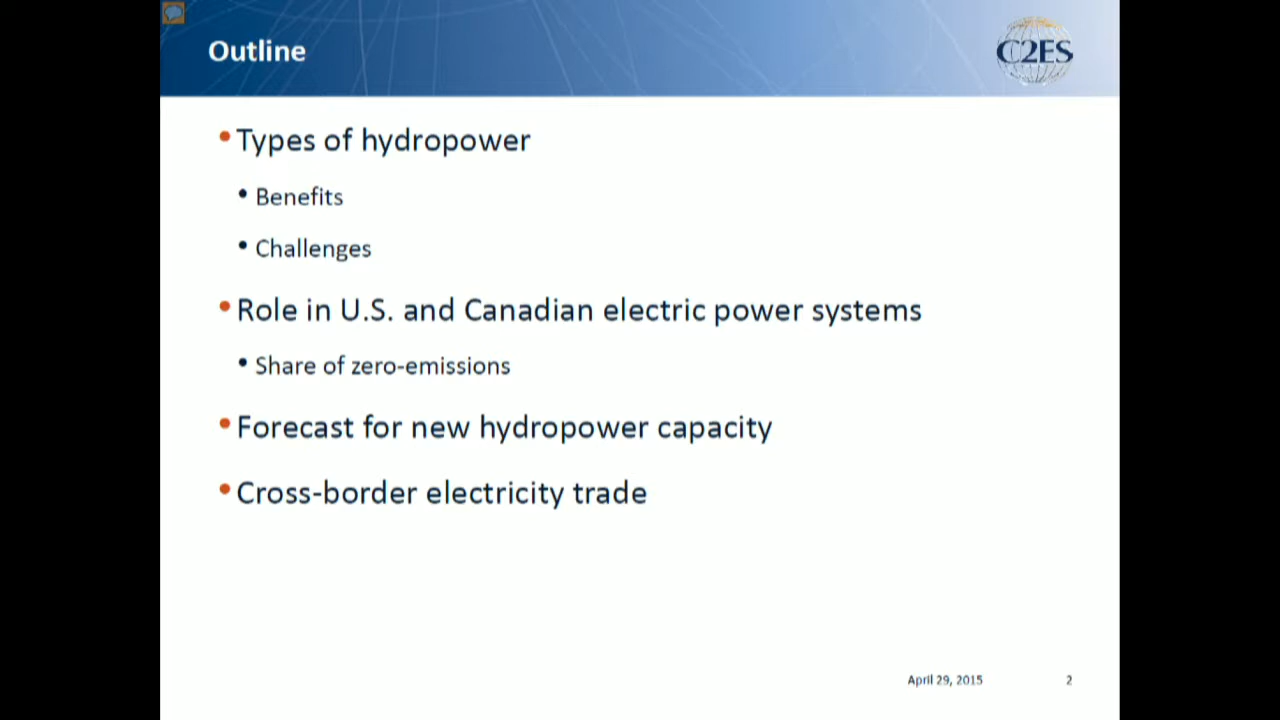 Outline
C2ES
• Types of hydropower
• Benefits
• Challenges
• Role in U.S. and Canadian electric power systems
• Share of zero-emissions
• Forecast for new hydropower capacity
• Cross-border electricity trade
April 29, 2015
2